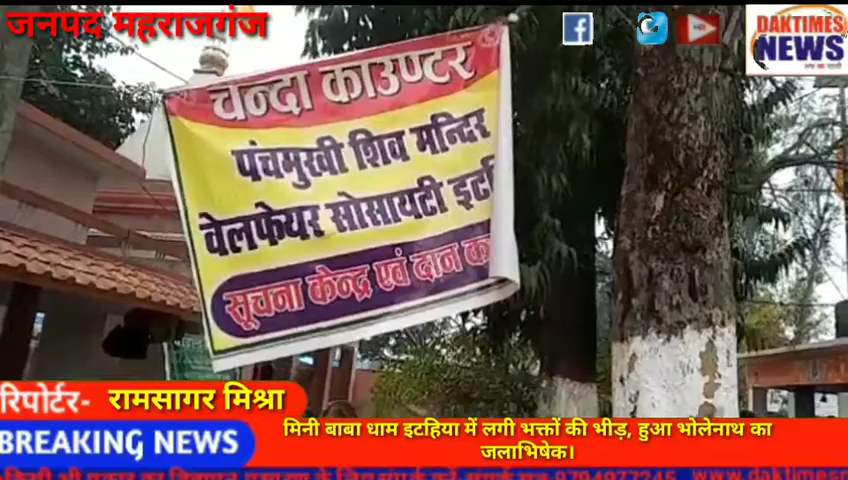 जनपद महाराजगंज
DAKTIMES
NEWS
चन्दा काउण्टर
पंचमुखी शिव मन्दिर
वेलफेयर सोसायटी
सूचना केन्द्र एवं दान
रिपोर्टर- रामसागर मिश्रा
BREAKING NEWS
मिनी बाबा धाम इटहिया में लगी भक्तों की भीड़, हुआ भोलेनाथ का
जलाभिषेक।